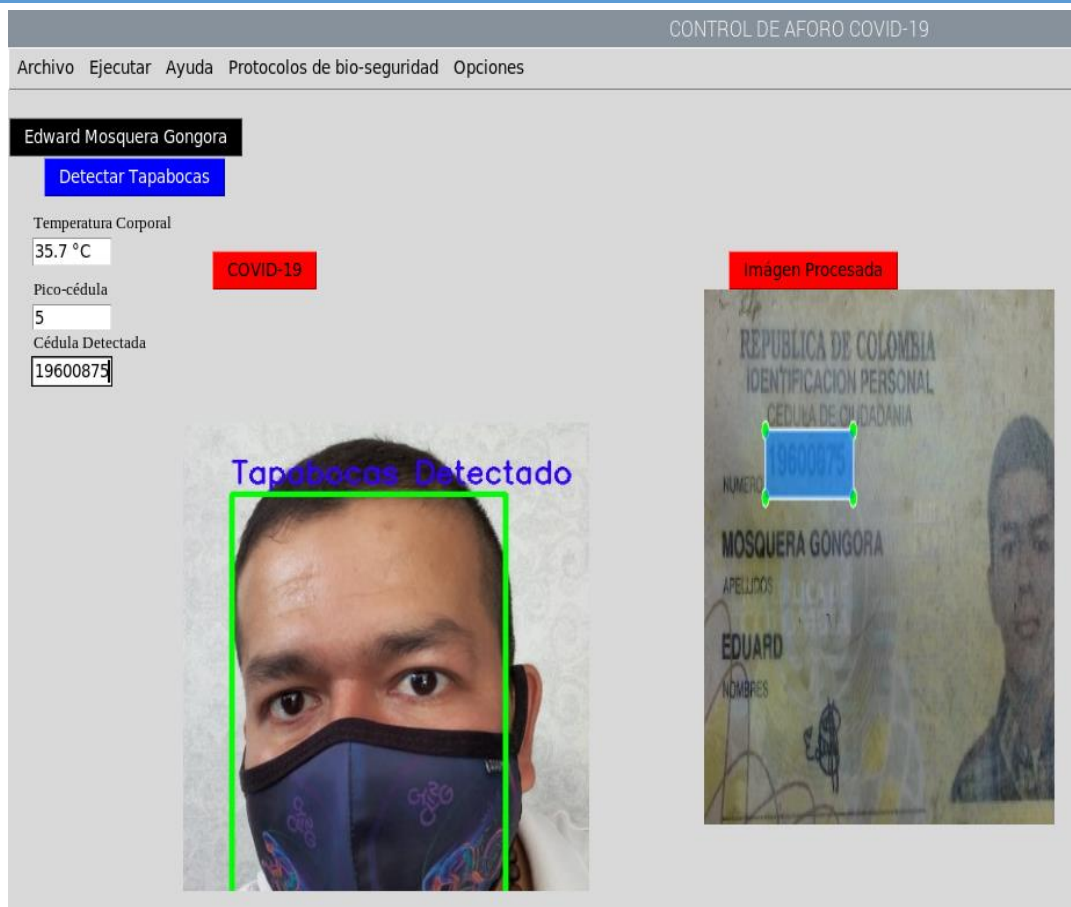 CONTROL DE AFORO COVID-19
Archivo Ejecutar Ayuda Protocolos de bio-seguridad Opciones
Edward Mosquera Gongora
Detectar Tapabocas
Temperatura Corporal
35.7 °C
COVID-19
Pico-cédula
5
Cédula Detectada
19600875
Tapabocas Detectado
Imágen Procesada
REPUBLICA DE COLOMBIA
IDENTIFICACION PERSONAL
CEDULA DE CIUDADANIA
19600875
NUMERO
MOSQUERA GONGORA
APELLIDOS
EDUARD
NOMBRES